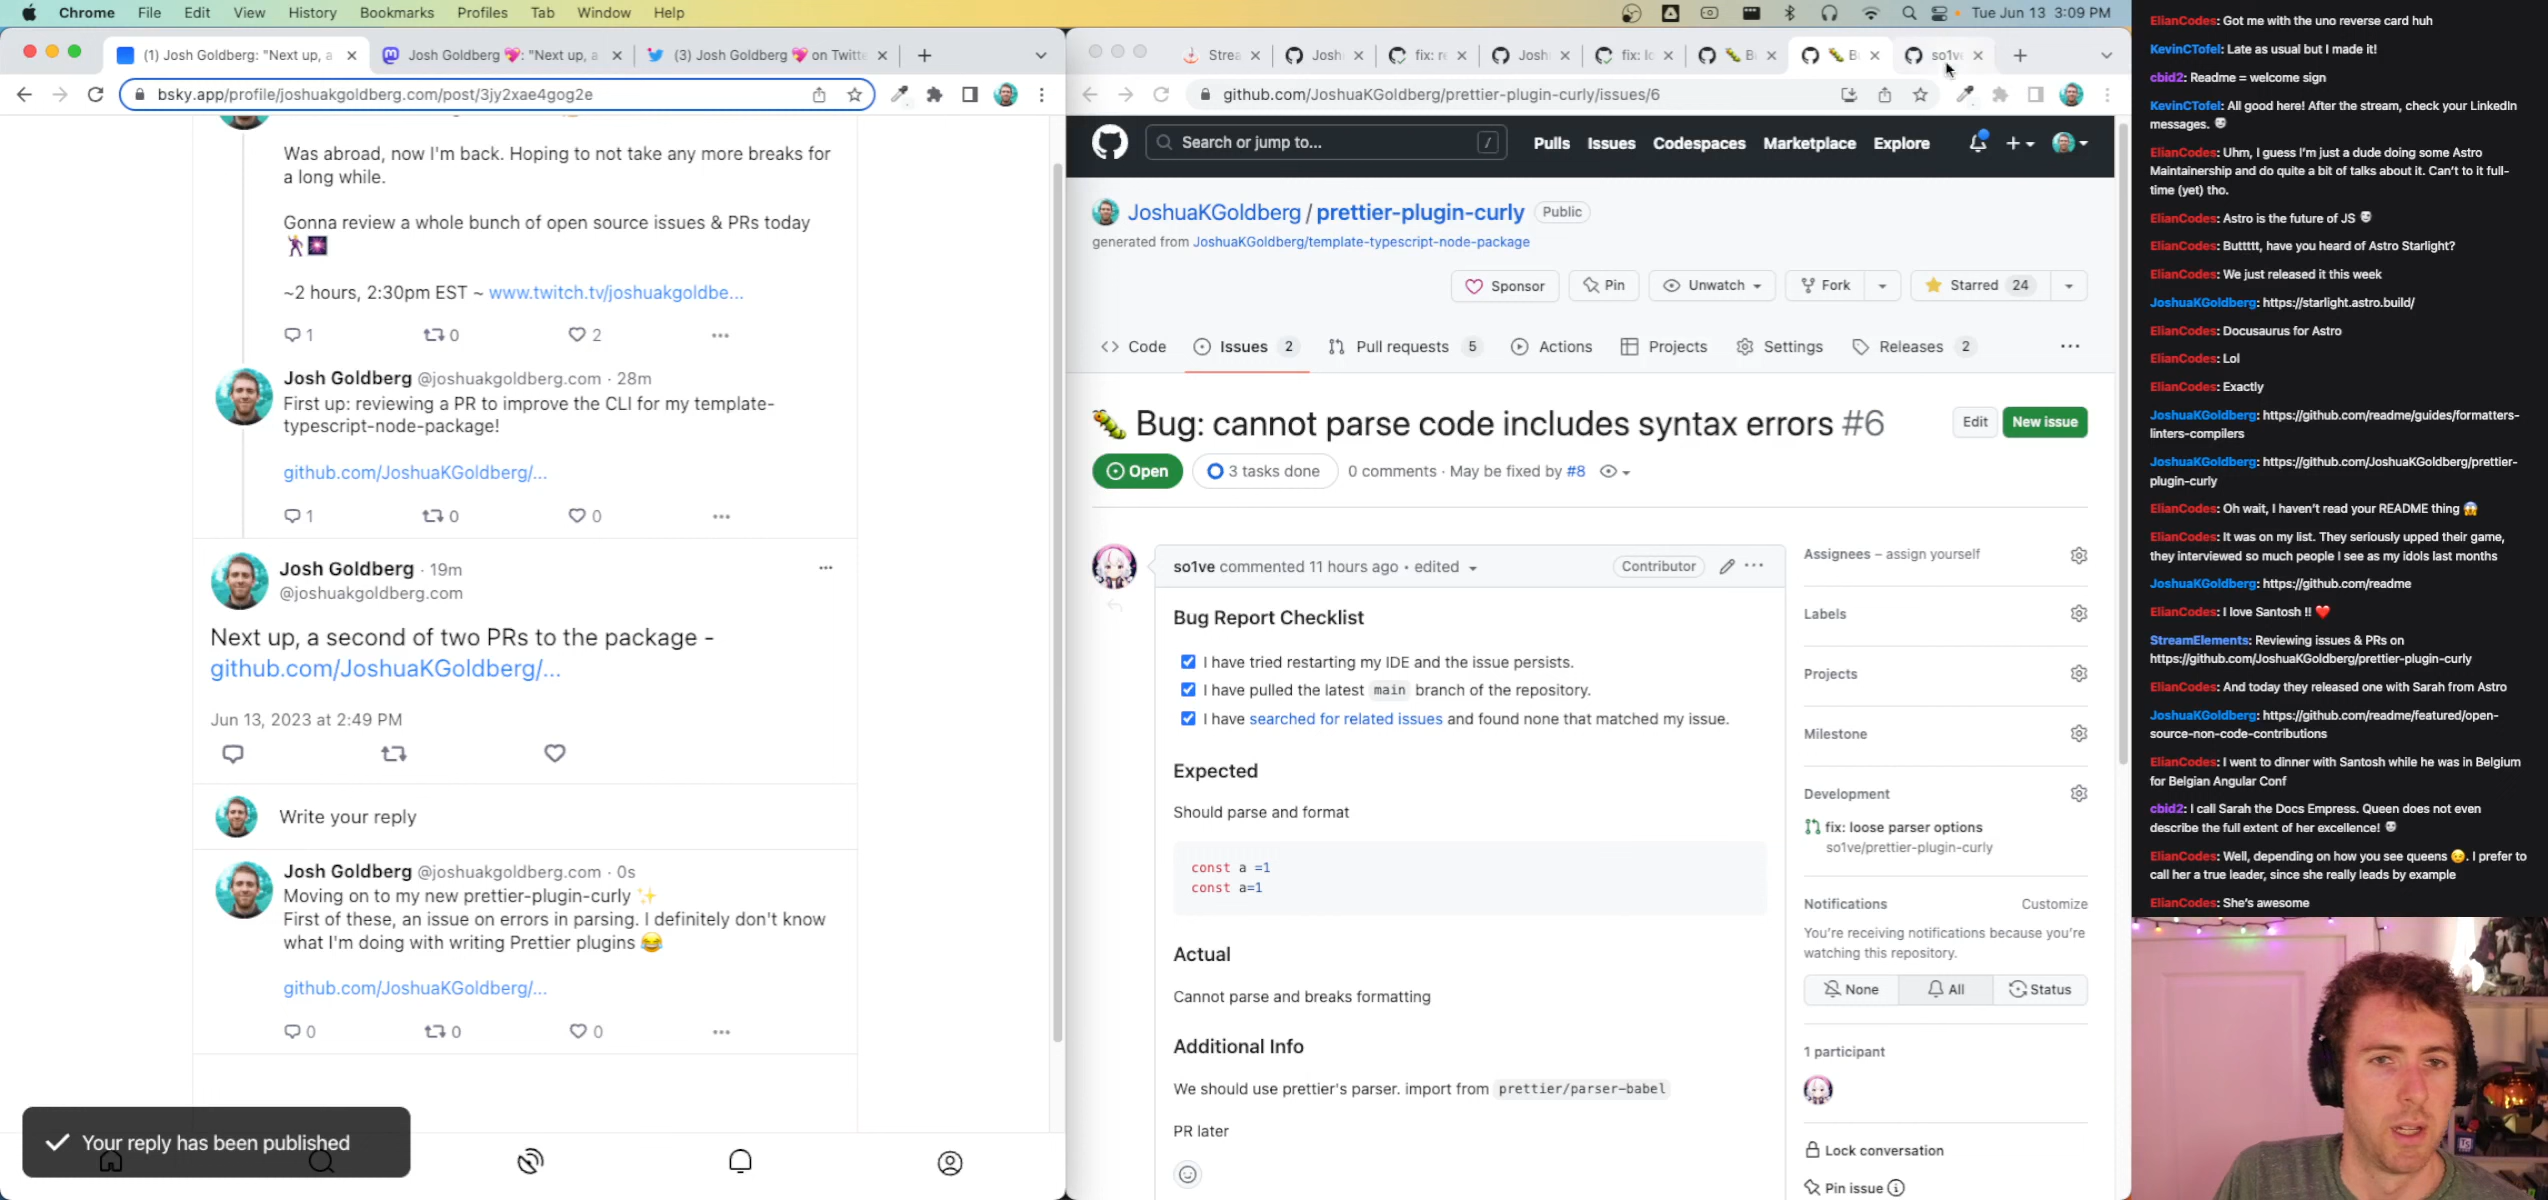 Chrome File Edit View History Bookmarks Profiles Tab Window Help
Tue Jun 13 3:09 PM
(1) Josh Goldberg: "Next up, a
Josh Goldberg 💖: "Next up, a
(3) Josh Goldberg 💖 on Twitte
bsky.app/profile/joshuakgoldberg.com/post/3jy2xae4gog2e
Was abroad, now I'm back. Hoping to not take any more breaks for
a long while.
Gonna review a whole bunch of open source issues & PRs today
🕺🎆
~2 hours, 2:30pm EST ~ www.twitch.tv/joshuakgoldbe...
1 0 2 ...
Josh Goldberg @joshuakgoldberg.com · 28m
First up: reviewing a PR to improve the CLI for my template-
typescript-node-package!
github.com/JoshuaKGoldberg/...
1 0 0 ...
Josh Goldberg · 19m
@joshuakgoldberg.com
Next up, a second of two PRs to the package -
github.com/JoshuaKGoldberg/...
Jun 13, 2023 at 2:49 PM
Write your reply
Josh Goldberg @joshuakgoldberg.com · 0s
Moving on to my new prettier-plugin-curly ✨
First of these, an issue on errors in parsing. I definitely don't know
what I'm doing with writing Prettier plugins 😂
github.com/JoshuaKGoldberg/...
0 0 0 ...
Your reply has been published
Strea
Josh
fix: re
Josh
fix: lo
🐛 B
🐛 B
so1ve
github.com/JoshuaKGoldberg/prettier-plugin-curly/issues/6
Search or jump to... /
Pulls Issues Codespaces Marketplace Explore
JoshuaKGoldberg / prettier-plugin-curly Public
generated from JoshuaKGoldberg/template-typescript-node-package
Sponsor Pin Unwatch Fork Starred 24
Code Issues 2 Pull requests 5 Actions Projects Settings Releases 2 ...
🐛 Bug: cannot parse code includes syntax errors #6
Edit New issue
Open 3 tasks done 0 comments · May be fixed by #8
so1ve commented 11 hours ago • edited Contributor
Bug Report Checklist
I have tried restarting my IDE and the issue persists.
I have pulled the latest main branch of the repository.
I have searched for related issues and found none that matched my issue.
Expected
Should parse and format
const a =1
const a=1
Actual
Cannot parse and breaks formatting
Additional Info
We should use prettier's parser. import from prettier/parser-babel
PR later
Assignees – assign yourself
Labels
Projects
Milestone
Development
fix: loose parser options
so1ve/prettier-plugin-curly
Notifications Customize
You're receiving notifications because you're
watching this repository.
None All Status
1 participant
Lock conversation
Pin issue
ElianCodes: Got me with the uno reverse card huh
KevinCTofel: Late as usual but I made it!
cbid2: Readme = welcome sign
KevinCTofel: All good here! After the stream, check your LinkedIn
messages.
ElianCodes: Uhm, I guess I'm just a dude doing some Astro
Maintainership and do quite a bit of talks about it. Can't to it full-
time (yet) tho.
ElianCodes: Astro is the future of JS
ElianCodes: Buttttt, have you heard of Astro Starlight?
ElianCodes: We just released it this week
JoshuaKGoldberg: https://starlight.astro.build/
ElianCodes: Docusaurus for Astro
ElianCodes: Lol
ElianCodes: Exactly
JoshuaKGoldberg: https://github.com/readme/guides/formatters-
linters-compilers
JoshuaKGoldberg: https://github.com/JoshuaKGoldberg/prettier-
plugin-curly
ElianCodes: Oh wait, I haven't read your README thing 😱
ElianCodes: It was on my list. They seriously upped their game,
they interviewed so much people I see as my idols last months
JoshuaKGoldberg: https://github.com/readme
ElianCodes: I love Santosh !! ❤️
StreamElements: Reviewing issues & PRs on
https://github.com/JoshuaKGoldberg/prettier-plugin-curly
ElianCodes: And today they released one with Sarah from Astro
JoshuaKGoldberg: https://github.com/readme/featured/open-
source-non-code-contributions
ElianCodes: I went to dinner with Santosh while he was in Belgium
for Belgian Angular Conf
cbid2: I call Sarah the Docs Empress. Queen does not even
describe the full extent of her excellence!
ElianCodes: Well, depending on how you see queens 😉. I prefer to
call her a true leader, since she really leads by example
ElianCodes: She's awesome